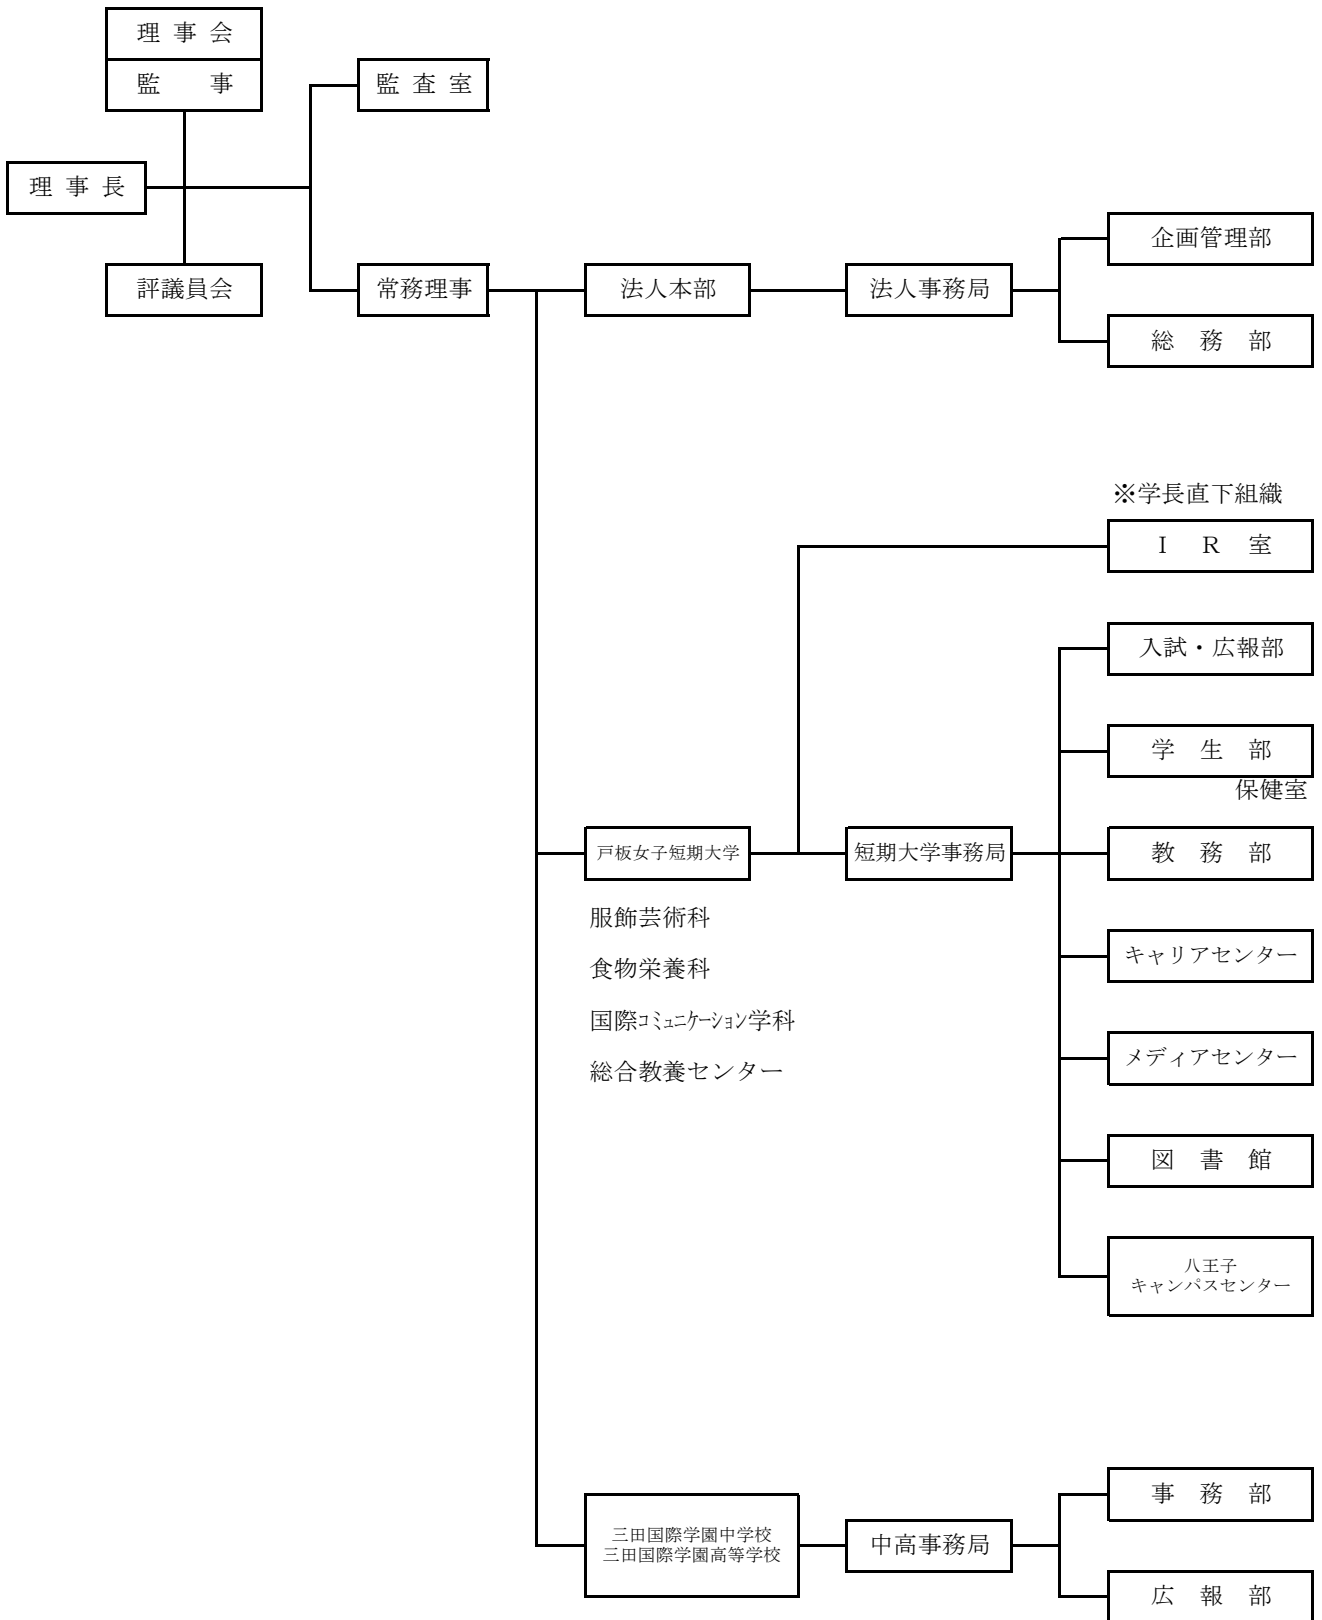 理事会
監事
監査室
理事長
評議員会
常務理事
法人本部
法人事務局
企画管理部
総務部
※学長直下組織
ＩＲ室
入試・広報部
学生部
保健室
戸板女子短期大学
短期大学事務局
教務部
服飾芸術科
食物栄養科
国際ｺﾐｭﾆｹｰｼｮﾝ学科
総合教養センター
キャリアセンター
メディアセンター
図書館
八王子
キャンパスセンター
三田国際学園中学校
三田国際学園高等学校
中高事務局
事務部
広報部